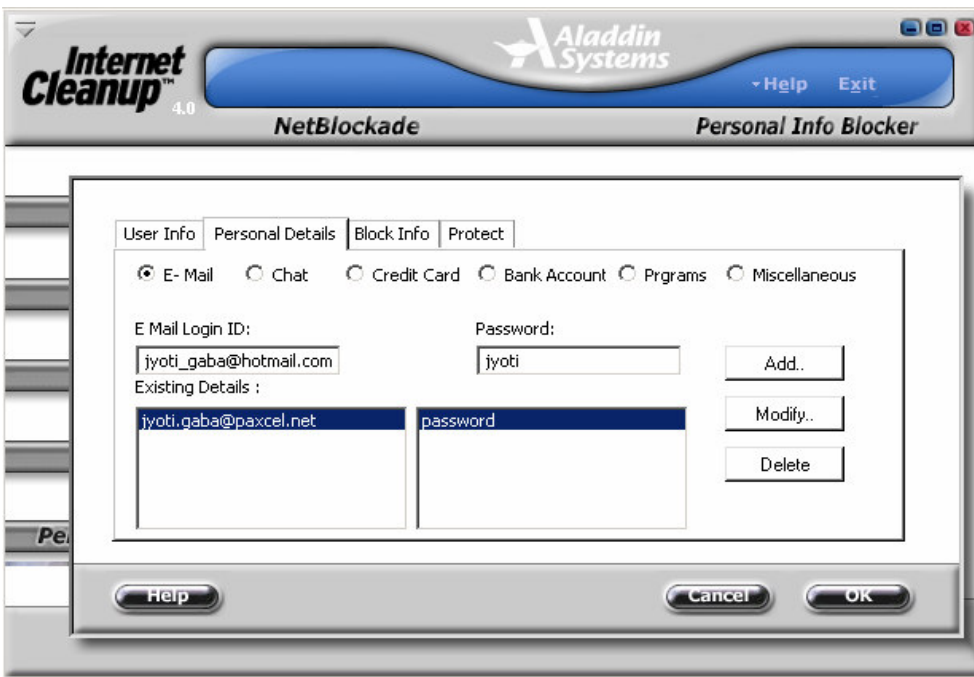 Aladdin
Systems
Internet
Cleanup™
4.0
Help Exit
NetBlockade Personal Info Blocker
User Info Personal Details Block Info Protect
E- Mail Chat Credit Card Bank Account Prgrams Miscellaneous
E Mail Login ID: Password:
jyoti_gaba@hotmail.com jyoti Add..
Existing Details :
jyoti.gaba@paxcel.net password Modify..
Delete
Pe
Help Cancel OK